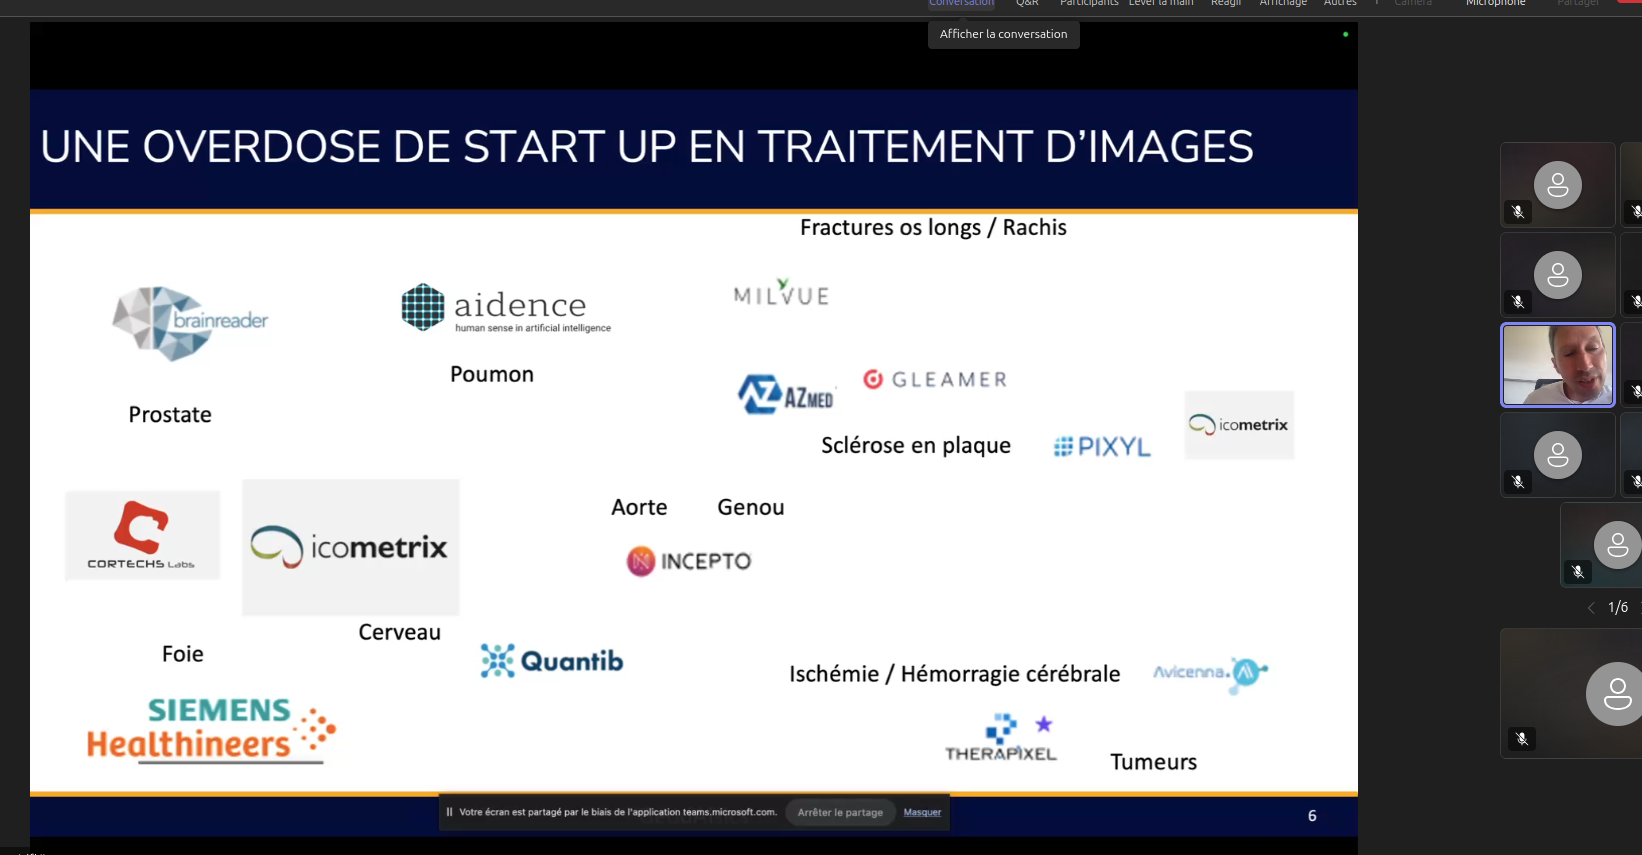 Conversation
Q&R
Participants
Lever la main
Réagir
Affichage
Autres
Caméra
Microphone
Partager
Afficher la conversation
UNE OVERDOSE DE START UP EN TRAITEMENT D’IMAGES
Fractures os longs / Rachis
brainreader
aidence
human sense in artificial intelligence
MILVUE
Poumon
AZMED
GLEAMER
Prostate
icometrix
Sclérose en plaque
PIXYL
Aorte
Genou
CORTECHS Labs
icometrix
INCEPTO
Cerveau
Foie
Quantib
Ischémie / Hémorragie cérébrale
Avicenna.
SIEMENS
Healthineers
THERAPIXEL
Tumeurs
1/6
Votre écran est partagé par le biais de l'application teams.microsoft.com.
Arrêter le partage
Masquer
6